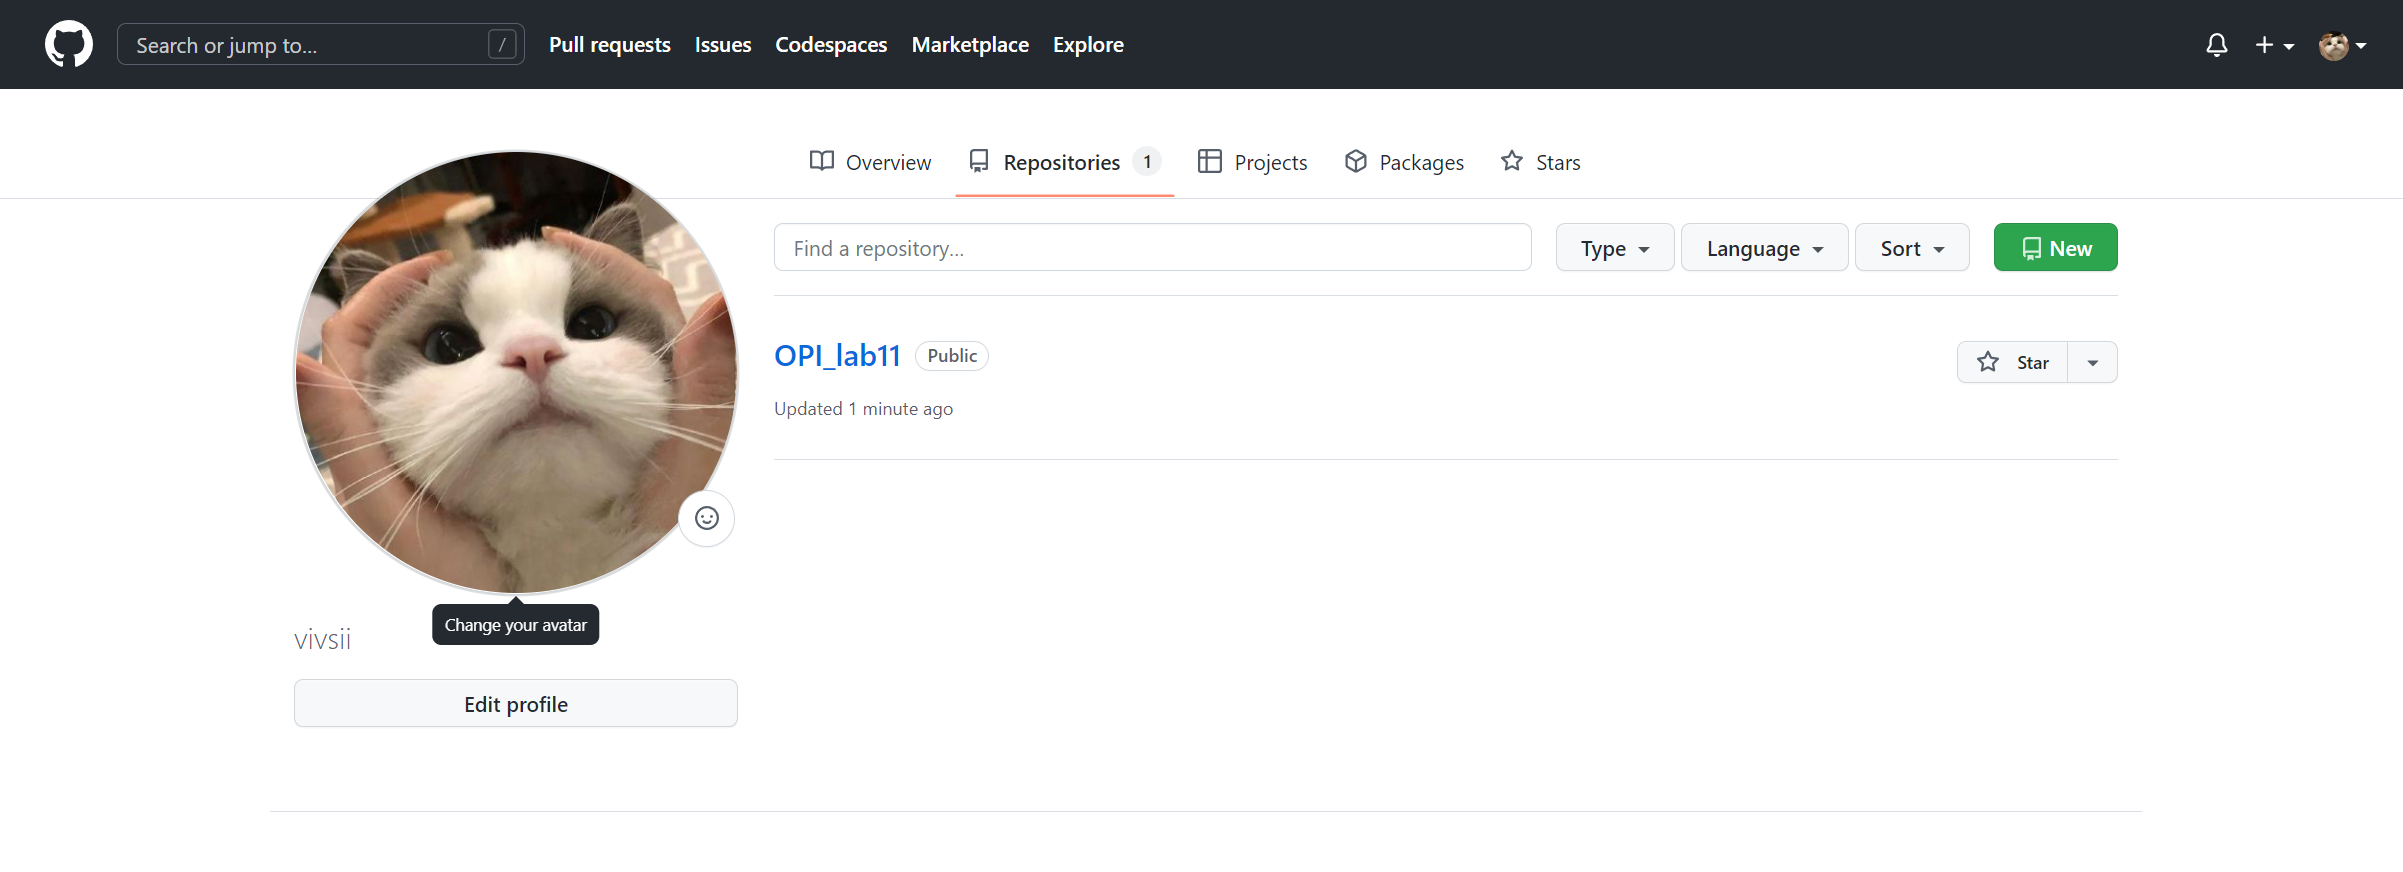 Search or jump to... / Pull requests Issues Codespaces Marketplace Explore
Overview Repositories 1 Projects Packages Stars
Find a repository... Type Language Sort New
OPI_lab11 Public Star
Updated 1 minute ago
Change your avatar
vivsii
Edit profile